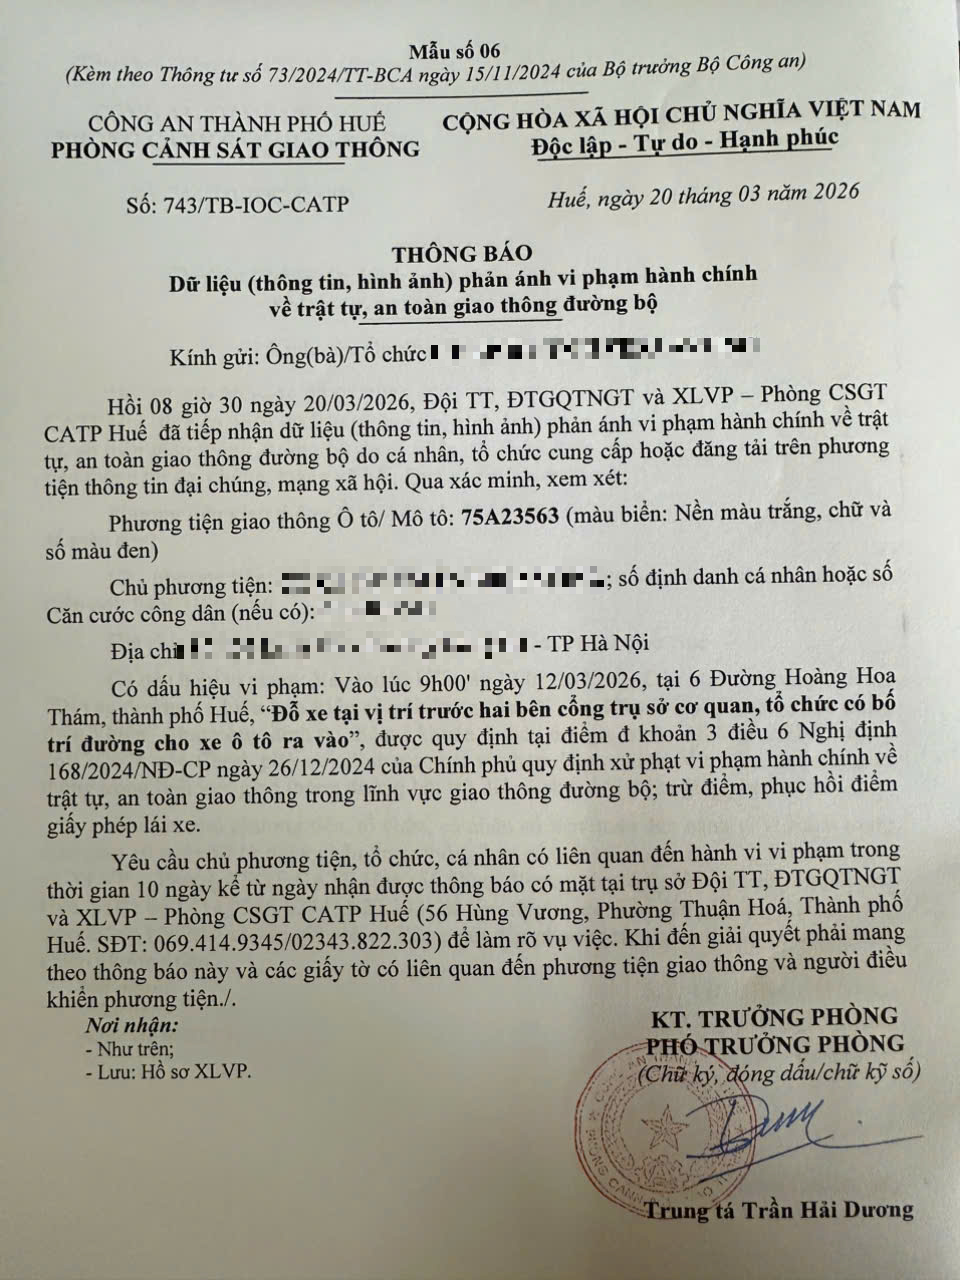 Mẫu số 06
(Kèm theo Thông tư số 73/2024/TT-BCA ngày 15/11/2024 của Bộ trưởng Bộ Công an)
CÔNG AN THÀNH PHỐ HUẾ
PHÒNG CẢNH SÁT GIAO THÔNG
CỘNG HÒA XÃ HỘI CHỦ NGHĨA VIỆT NAM
Độc lập - Tự do - Hạnh phúc
Số: 743/TB-IOC-CATP
Huế, ngày 20 tháng 03 năm 2026
THÔNG BÁO
Dữ liệu (thông tin, hình ảnh) phản ánh vi phạm hành chính
về trật tự, an toàn giao thông đường bộ
Kính gửi: Ông(bà)/Tổ chức
Hồi 08 giờ 30 ngày 20/03/2026, Đội TT, ĐTGQTNGT và XLVP – Phòng CSGT
CATP Huế đã tiếp nhận dữ liệu (thông tin, hình ảnh) phản ánh vi phạm hành chính về trật
tự, an toàn giao thông đường bộ do cá nhân, tổ chức cung cấp hoặc đăng tải trên phương
tiện thông tin đại chúng, mạng xã hội. Qua xác minh, xem xét:
Phương tiện giao thông Ô tô/ Mô tô: 75A23563 (màu biển: Nền màu trắng, chữ và
số màu đen)
Chủ phương tiện: ; số định danh cá nhân hoặc số
Căn cước công dân (nếu có):
Địa chỉ - TP Hà Nội
Có dấu hiệu vi phạm: Vào lúc 9h00' ngày 12/03/2026, tại 6 Đường Hoàng Hoa
Thám, thành phố Huế, “Đỗ xe tại vị trí trước hai bên cổng trụ sở cơ quan, tổ chức có bố
trí đường cho xe ô tô ra vào”, được quy định tại điểm đ khoản 3 điều 6 Nghị định
168/2024/NĐ-CP ngày 26/12/2024 của Chính phủ quy định xử phạt vi phạm hành chính về
trật tự, an toàn giao thông trong lĩnh vực giao thông đường bộ; trừ điểm, phục hồi điểm
giấy phép lái xe.
Yêu cầu chủ phương tiện, tổ chức, cá nhân có liên quan đến hành vi vi phạm trong
thời gian 10 ngày kể từ ngày nhận được thông báo có mặt tại trụ sở Đội TT, ĐTGQTNGT
và XLVP – Phòng CSGT CATP Huế (56 Hùng Vương, Phường Thuận Hoá, Thành phố
Huế. SĐT: 069.414.9345/02343.822.303) để làm rõ vụ việc. Khi đến giải quyết phải mang
theo thông báo này và các giấy tờ có liên quan đến phương tiện giao thông và người điều
khiển phương tiện./.
Nơi nhận:
- Như trên;
- Lưu: Hồ sơ XLVP.
KT. TRƯỞNG PHÒNG
PHÓ TRƯỞNG PHÒNG
(Chữ ký, đóng dấu/chữ ký số)
Trung tá Trần Hải Dương